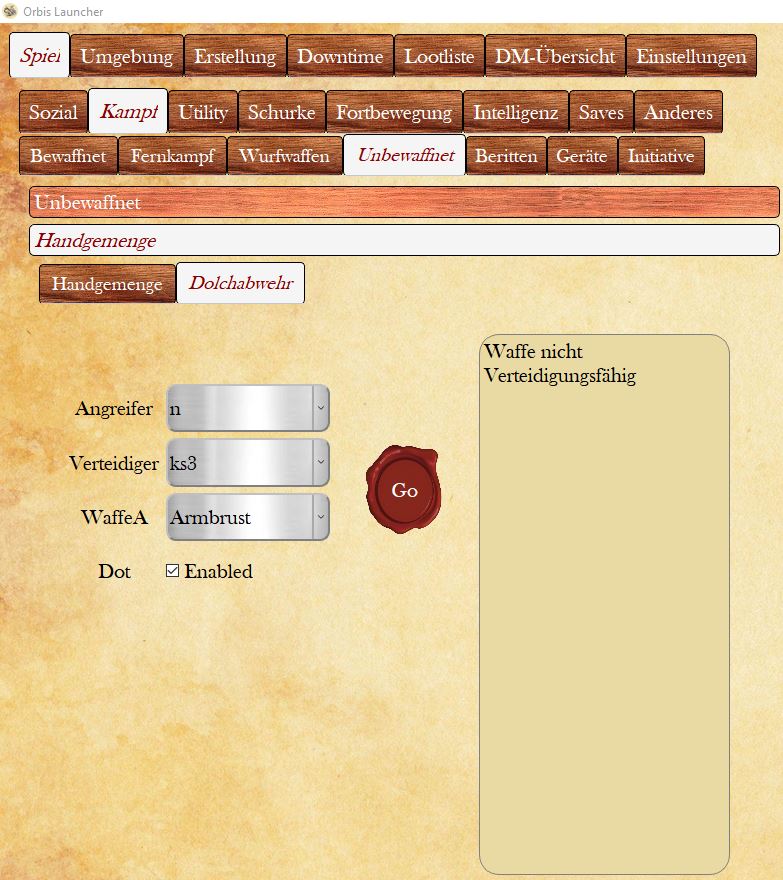 Orbis Launcher
Spiel Umgebung Erstellung Downtime Lootliste DM-Übersicht Einstellungen
Sozial Kampf Utility Schurke Fortbewegung Intelligenz Saves Anderes
Bewaffnet Fernkampf Wurfwaffen Unbewaffnet Beritten Geräte Initiative
Unbewaffnet
Handgemenge
Handgemenge Dolchabwehr
Waffe nicht
Verteidigungsfähig
Angreifer n
Verteidiger ks3
Go
WaffeA Armbrust
Dot Enabled